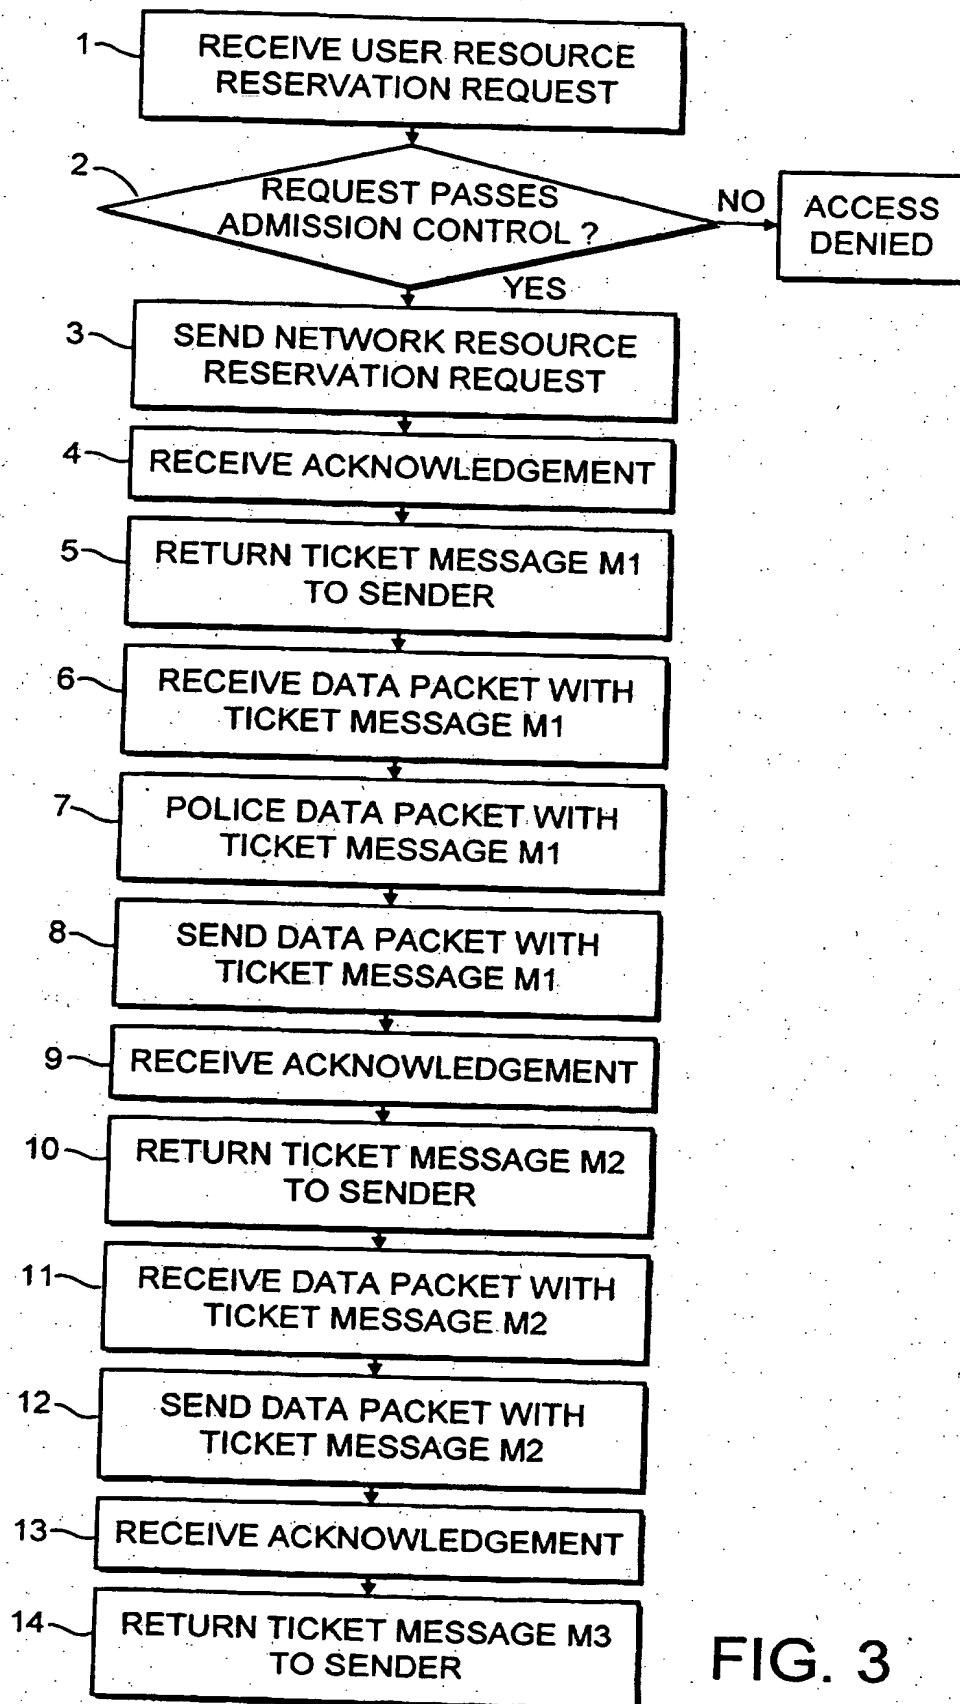 1
RECEIVE USER RESOURCE
RESERVATION REQUEST
2
REQUEST PASSES
ADMISSION CONTROL ?
NO
ACCESS
DENIED
YES
3
SEND NETWORK RESOURCE
RESERVATION REQUEST
4
RECEIVE ACKNOWLEDGEMENT
5
RETURN TICKET MESSAGE M1
TO SENDER
6
RECEIVE DATA PACKET WITH
TICKET MESSAGE M1
7
POLICE DATA PACKET WITH
TICKET MESSAGE M1
8
SEND DATA PACKET WITH
TICKET MESSAGE M1
9
RECEIVE ACKNOWLEDGEMENT
10
RETURN TICKET MESSAGE M2
TO SENDER
11
RECEIVE DATA PACKET WITH
TICKET MESSAGE M2
12
SEND DATA PACKET WITH
TICKET MESSAGE M2
13
RECEIVE ACKNOWLEDGEMENT
14
RETURN TICKET MESSAGE M3
TO SENDER
FIG. 3